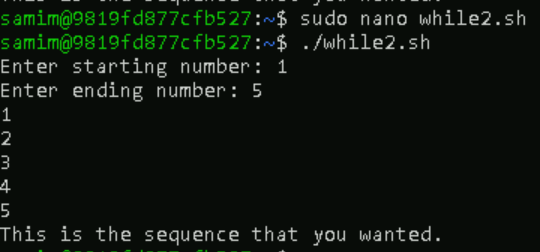 samim@9819fd877cfb527:~$ sudo nano while2.sh
samim@9819fd877cfb527:~$ ./while2.sh
Enter starting number: 1
Enter ending number: 5
1
2
3
4
5
This is the sequence that you wanted.